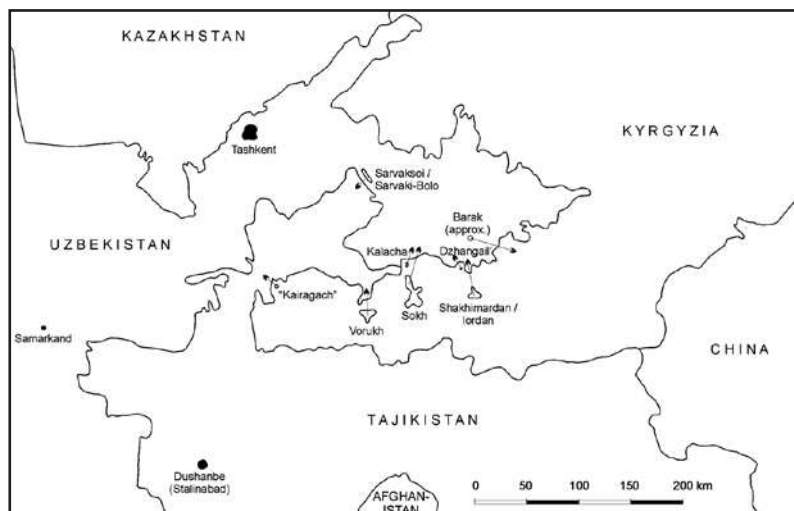 KAZAKHSTAN
Tashkent
KYRGYZIA
Sarvaksoi /
Sarvaki-Bolo
UZBEKISTAN
Barak
(approx.)
Kalacha
Dzhangail
"Kairagach"
Vorukh
Sokh
Shakhimardan /
Iordan
Samarkand
CHINA
TAJIKISTAN
Dushanbe
(Stalinabad)
AFGHAN-
ISTAN
0 50 100 150 200 km